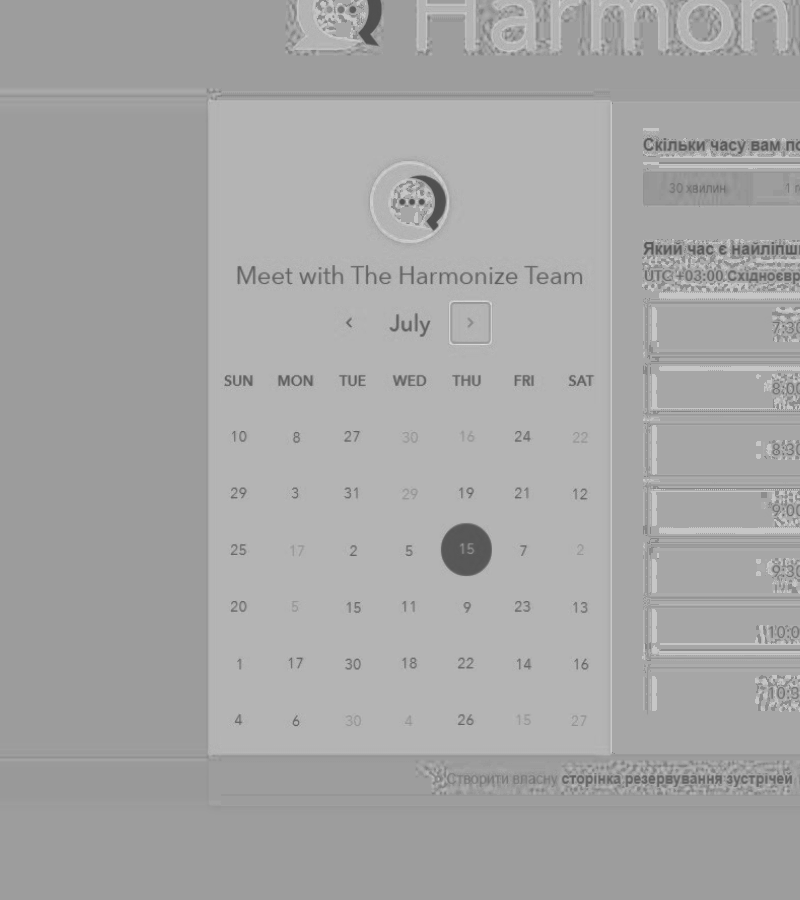 Harmon
Meet with The Harmonize Team
July
SUN MON TUE WED THU FRI SAT
10 8 27 30 16 24 22
29 3 31 29 19 21 12
25 17 2 5 15 7 2
20 5 15 11 9 23 13
1 17 30 18 22 14 16
4 6 30 4 26 15 27
Скільки часу вам по
30 хвилин 1 г
Який час є найліпши
UTC +03:00 Східноєвр
7:30
8:00
8:30
9:00
9:30
10:0
10:3
Створити власну сторінка резервування зустрічей